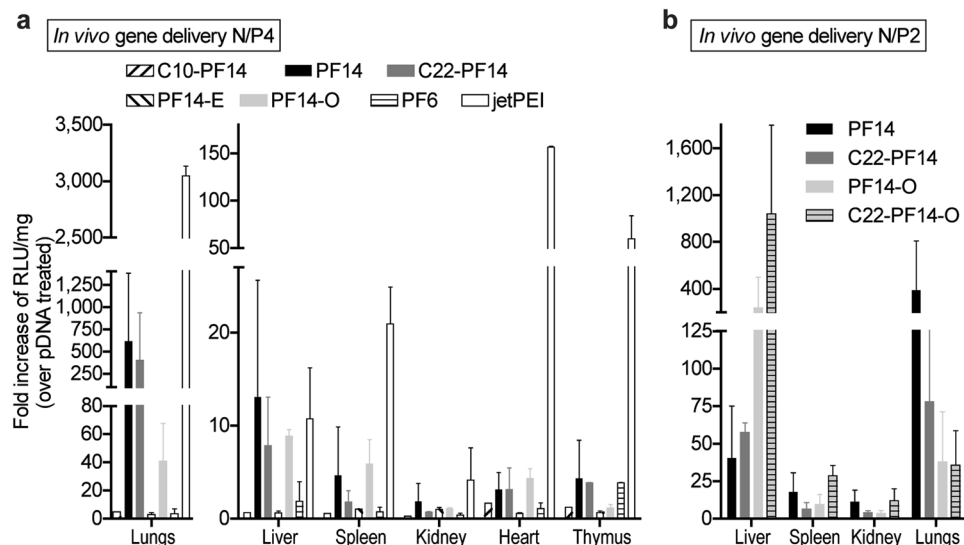 a
In vivo gene delivery N/P4
C10-PF14 PF14 C22-PF14
PF14-E PF14-O PF6 jetPEI
Fold increase of RLU/mg
(over pDNA treated)
3,500
3,000
2,500
1,250
1,000
750
500
250
80
60
40
20
0
Lungs
150
100
50
20
10
0
Liver Spleen Kidney Heart Thymus
b
In vivo gene delivery N/P2
PF14
C22-PF14
PF14-O
C22-PF14-O
1,600
1,200
800
400
125
100
75
50
25
0
Liver Spleen Kidney Lungs